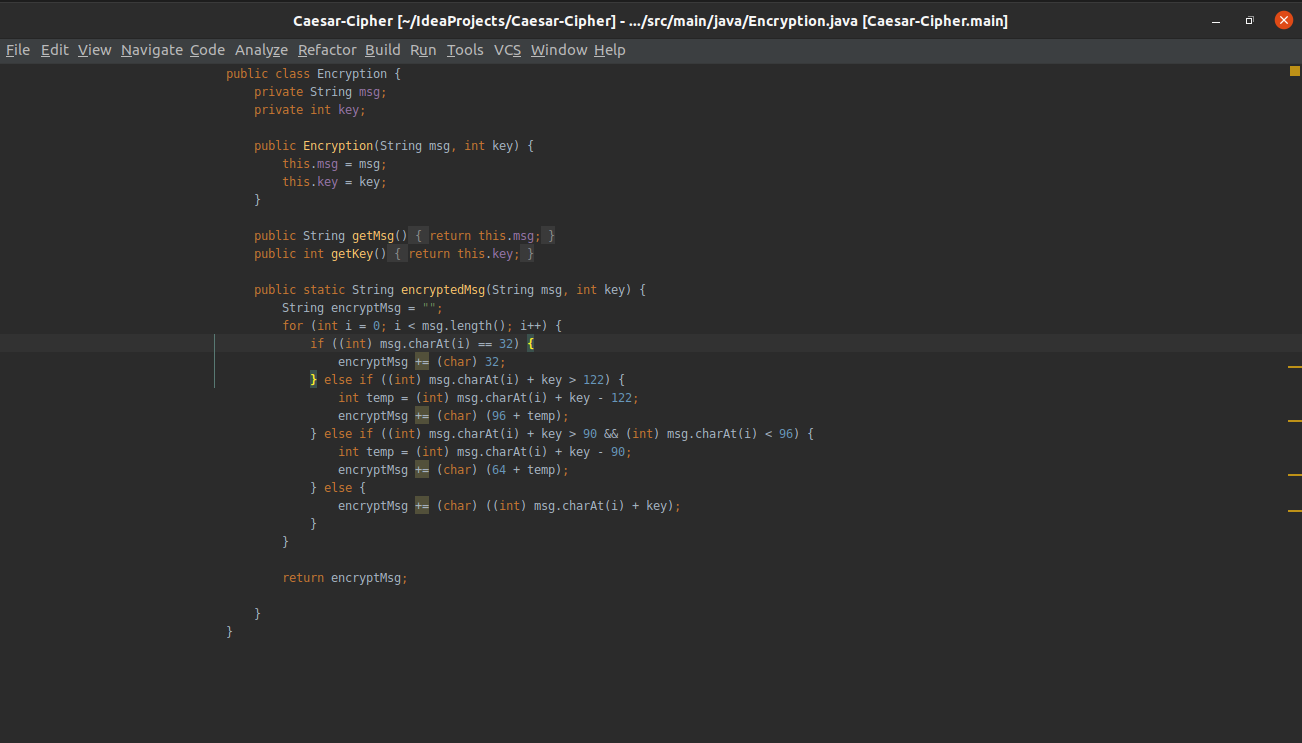 Caesar-Cipher [~/IdeaProjects/Caesar-Cipher] - .../src/main/java/Encryption.java [Caesar-Cipher.main]
File Edit View Navigate Code Analyze Refactor Build Run Tools VCS Window Help
public class Encryption {
    private String msg;
    private int key;

    public Encryption(String msg, int key) {
        this.msg = msg;
        this.key = key;
    }

    public String getMsg() { return this.msg; }
    public int getKey() { return this.key; }

    public static String encryptedMsg(String msg, int key) {
        String encryptMsg = "";
        for (int i = 0; i < msg.length(); i++) {
            if ((int) msg.charAt(i) == 32) {
                encryptMsg += (char) 32;
            } else if ((int) msg.charAt(i) + key > 122) {
                int temp = (int) msg.charAt(i) + key - 122;
                encryptMsg += (char) (96 + temp);
            } else if ((int) msg.charAt(i) + key > 90 && (int) msg.charAt(i) < 96) {
                int temp = (int) msg.charAt(i) + key - 90;
                encryptMsg += (char) (64 + temp);
            } else {
                encryptMsg += (char) ((int) msg.charAt(i) + key);
            }
        }

        return encryptMsg;

    }
}